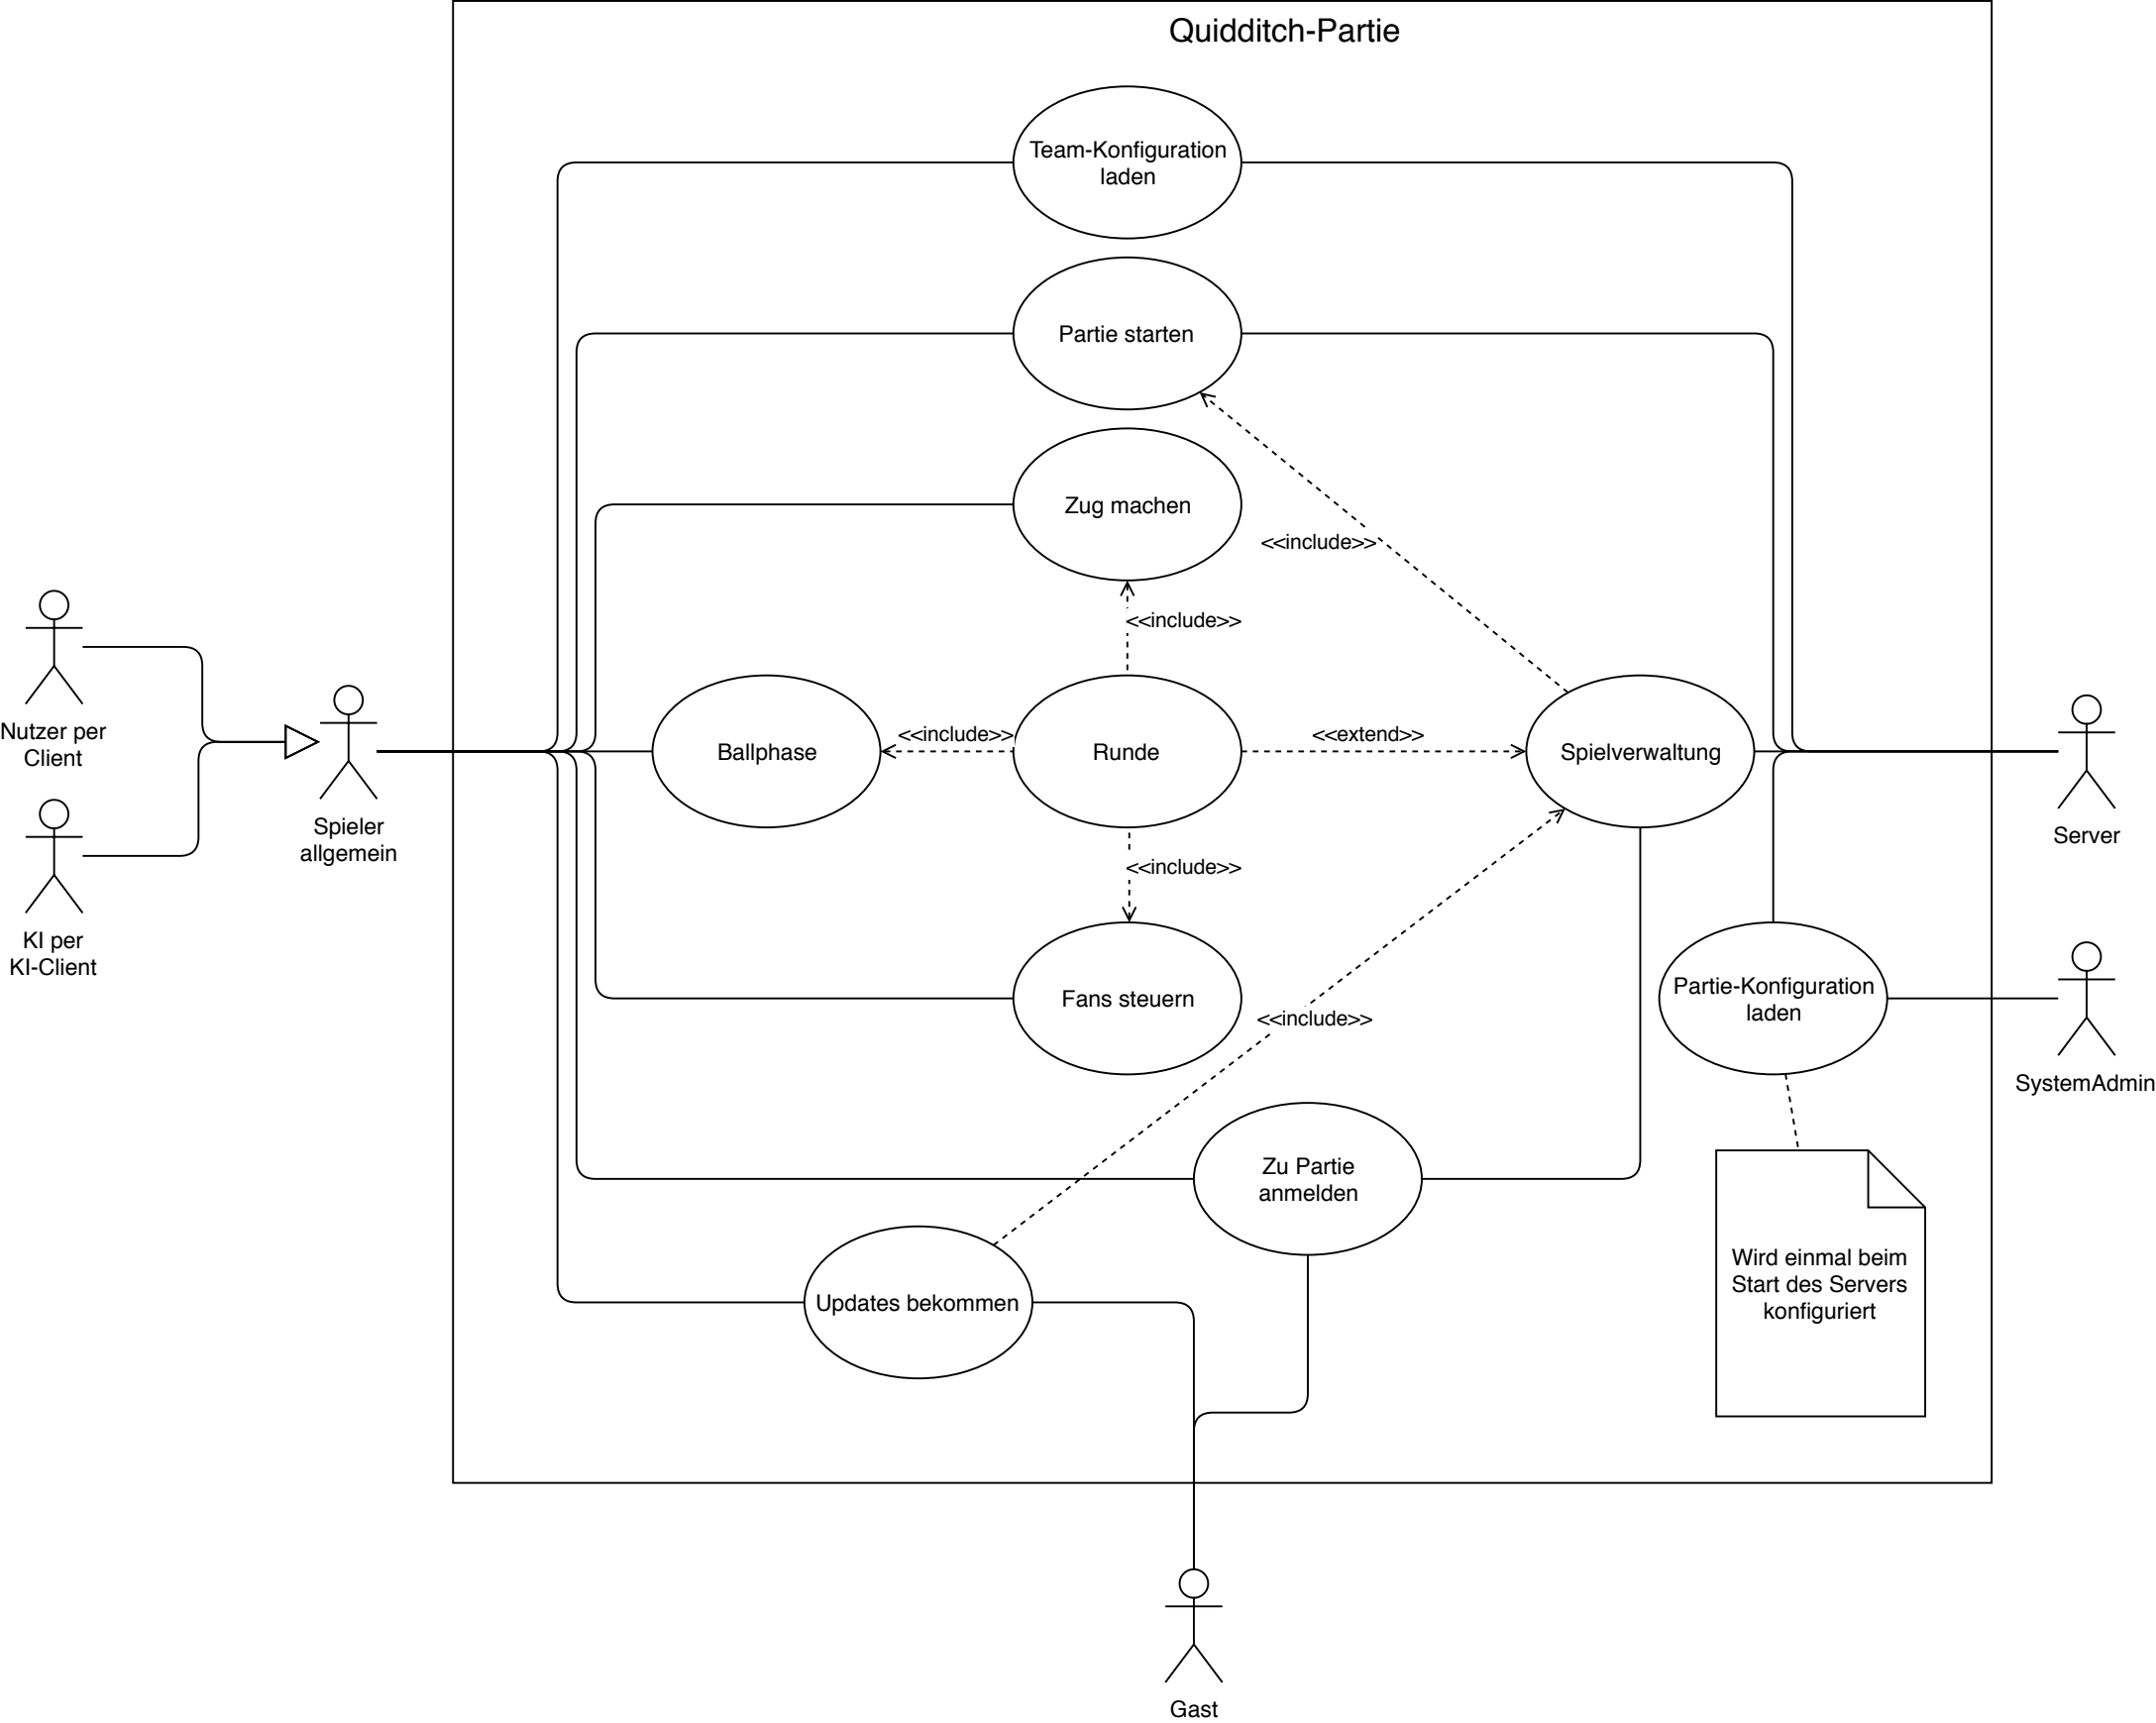 Quidditch-Partie
Team-Konfiguration
laden
Partie starten
Zug machen
<<include>>
<<include>>
Nutzer per
Client
Spieler
allgemein
Ballphase
<<include>>
Runde
<<extend>>
Spielverwaltung
Server
<<include>>
KI per
KI-Client
Fans steuern
<<include>>
Partie-Konfiguration
laden
SystemAdmin
Zu Partie
anmelden
Updates bekommen
Wird einmal beim
Start des Servers
konfiguriert
Gast